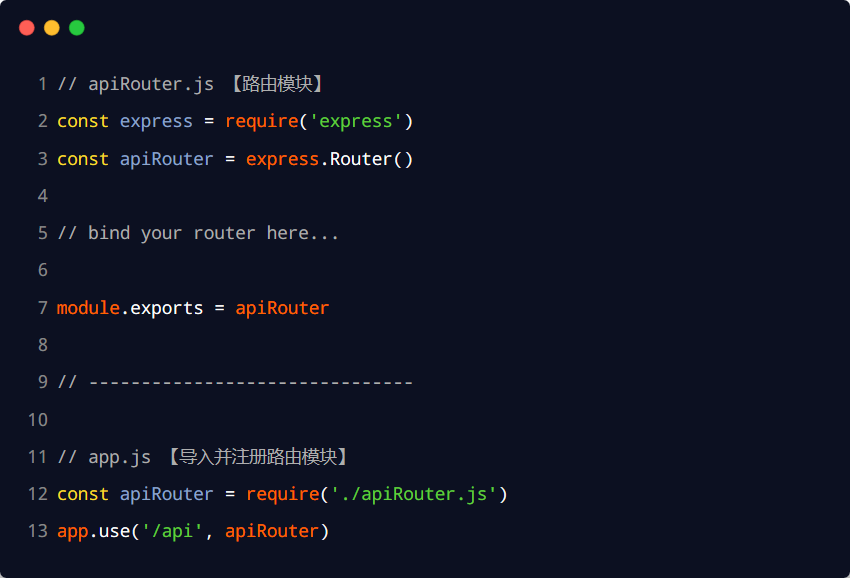 1 // apiRouter.js 【路由模块】
2 const express = require('express')
3 const apiRouter = express.Router()
4
5 // bind your router here...
6
7 module.exports = apiRouter
8
9 // -------------------------------
10
11 // app.js 【导入并注册路由模块】
12 const apiRouter = require('./apiRouter.js')
13 app.use('/api', apiRouter)